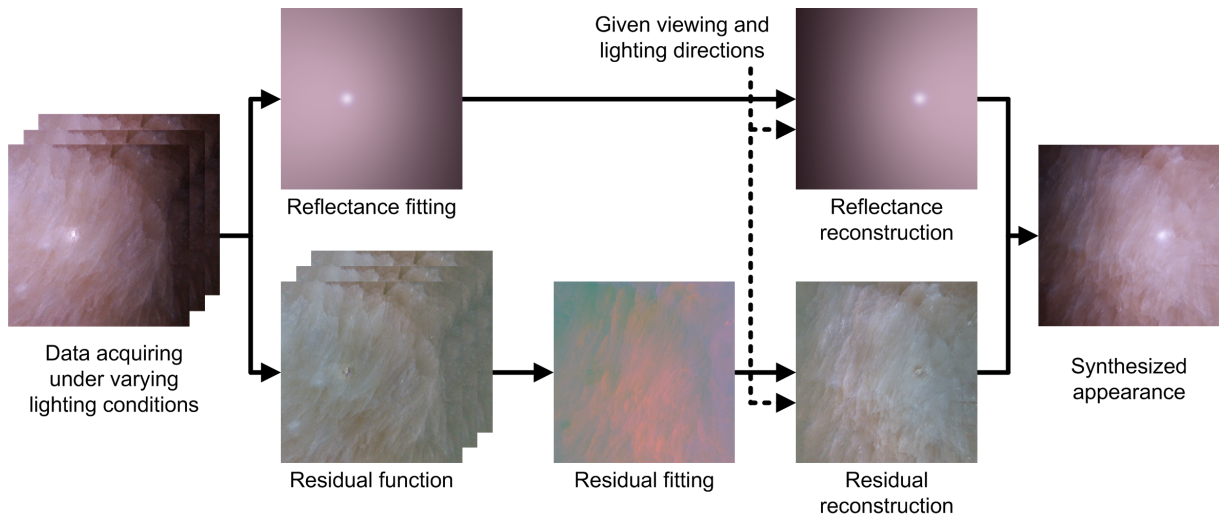 Given viewing and
lighting directions
Reflectance fitting
Reflectance
reconstruction
Data acquiring
under varying
lighting conditions
Synthesized
appearance
Residual function
Residual fitting
Residual
reconstruction